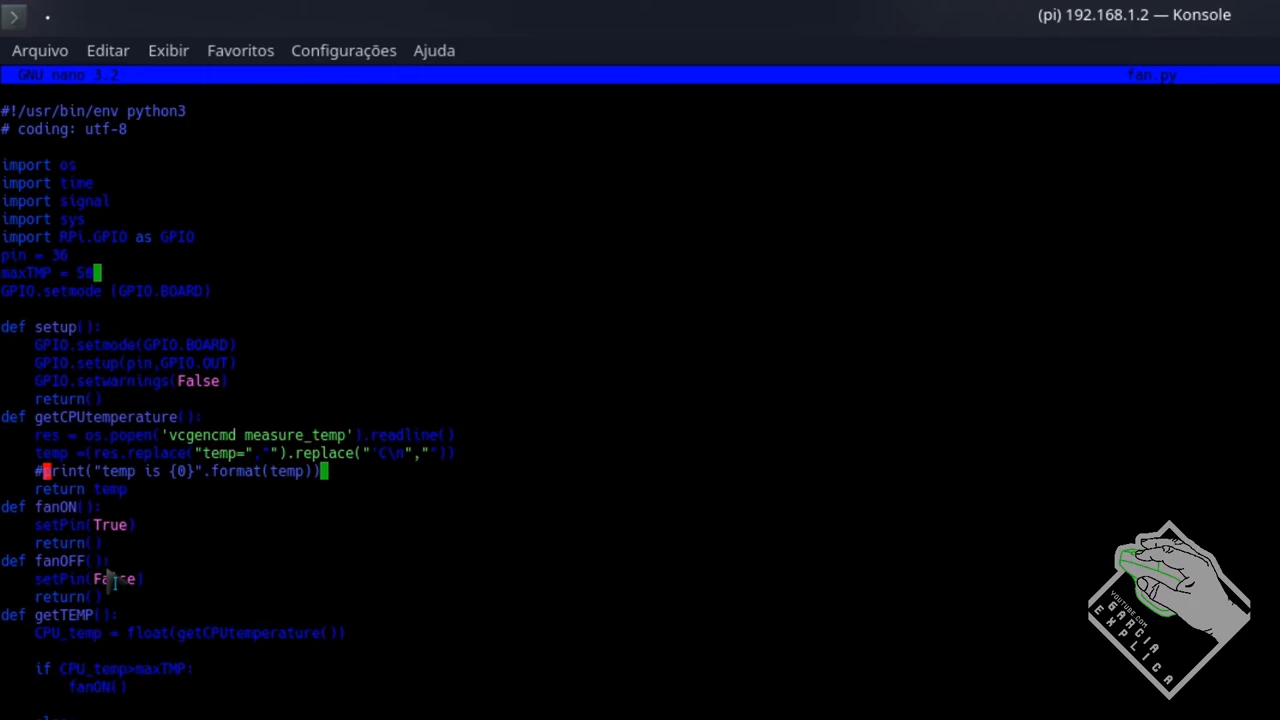 (pi) 192.168.1.2 — Konsole
Arquivo Editar Exibir Favoritos Configurações Ajuda
GNU nano 3.2 fan.py
#!/usr/bin/env python3
# coding: utf-8
import os
import time
import signal
import sys
import RPi.GPIO as GPIO
pin = 36
maxTMP = 50
GPIO.setmode (GPIO.BOARD)
def setup():
    GPIO.setmode(GPIO.BOARD)
    GPIO.setup(pin,GPIO.OUT)
    GPIO.setwarnings(False)
    return()
def getCPUtemperature():
    res = os.popen('vcgencmd measure_temp').readline()
    temp =(res.replace("temp=","").replace("'C\n",""))
    #print("temp is {0}".format(temp))
    return temp
def fanON():
    setPin(True)
    return()
def fanOFF():
    setPin(False)
    return()
def getTEMP():
    CPU_temp = float(getCPUtemperature())
    if CPU_temp>maxTMP:
        fanON()
YOUTUBE.COM
GARCIA
EXPLICA